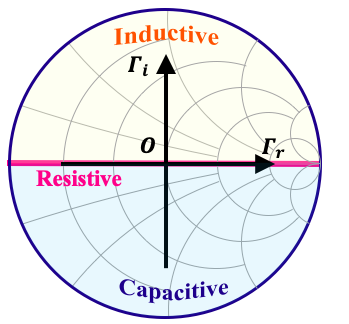 Inductive
Γi
O
Γr
Resistive
Capacitive